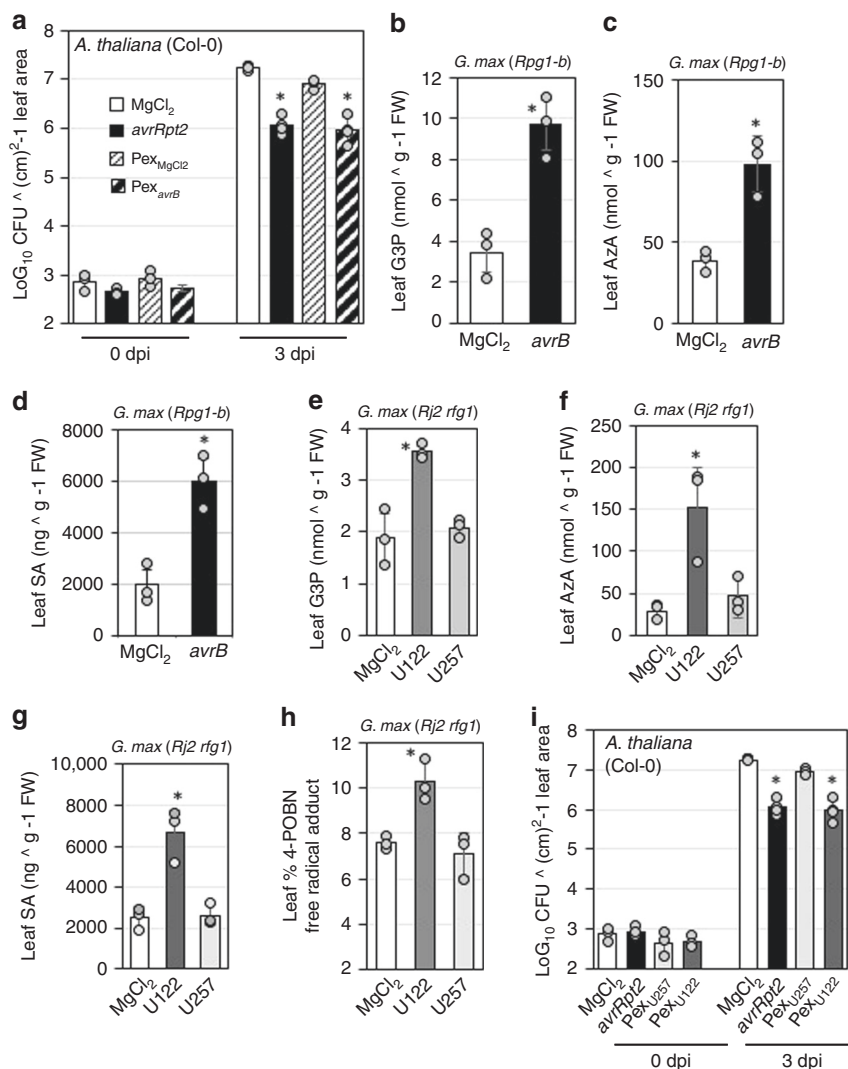 a
A. thaliana (Col-0)
LoG10 CFU ^ (cm)²-1 leaf area
8
7
6
5
4
3
2
MgCl2
avrRpt2
PexMgCl2
PexavrB
*
*
0 dpi
3 dpi
b
G. max (Rpg1-b)
Leaf G3P (nmol ^ g -1 FW)
12
10
8
6
4
2
0
*
MgCl2
avrB
c
G. max (Rpg1-b)
Leaf AzA (nmol ^ g -1 FW)
150
100
50
0
*
MgCl2
avrB
d
G. max (Rpg1-b)
Leaf SA (ng ^ g -1 FW)
8000
6000
4000
2000
0
*
MgCl2
avrB
e
G. max (Rj2 rfg1)
Leaf G3P (nmol ^ g -1 FW)
4
3
2
1
0
*
MgCl2
U122
U257
f
G. max (Rj2 rfg1)
Leaf AzA (nmol ^ g -1 FW)
250
200
150
100
50
0
*
MgCl2
U122
U257
g
G. max (Rj2 rfg1)
Leaf SA (ng ^ g -1 FW)
10,000
8000
6000
4000
2000
0
*
MgCl2
U122
U257
h
G. max (Rj2 rfg1)
Leaf % 4-POBN
free radical adduct
12
10
8
6
4
2
*
MgCl2
U122
U257
i
A. thaliana
(Col-0)
LoG10 CFU ^ (cm)²-1 leaf area
8
7
6
5
4
3
2
*
*
MgCl2
avrRpt2
PexU257
PexU122
MgCl2
avrRpt2
PexU257
PexU122
0 dpi
3 dpi